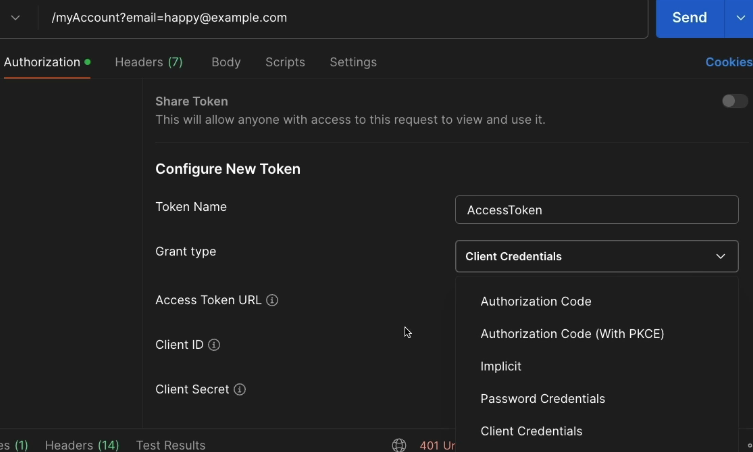 /myAccount?email=happy@example.com
Send
Authorization
Headers (7)
Body
Scripts
Settings
Cookies
Share Token
This will allow anyone with access to this request to view and use it.
Configure New Token
Token Name
AccessToken
Grant type
Client Credentials
Access Token URL
Authorization Code
Authorization Code (With PKCE)
Client ID
Implicit
Client Secret
Password Credentials
Client Credentials
es (1)
Headers (14)
Test Results
401 Ur